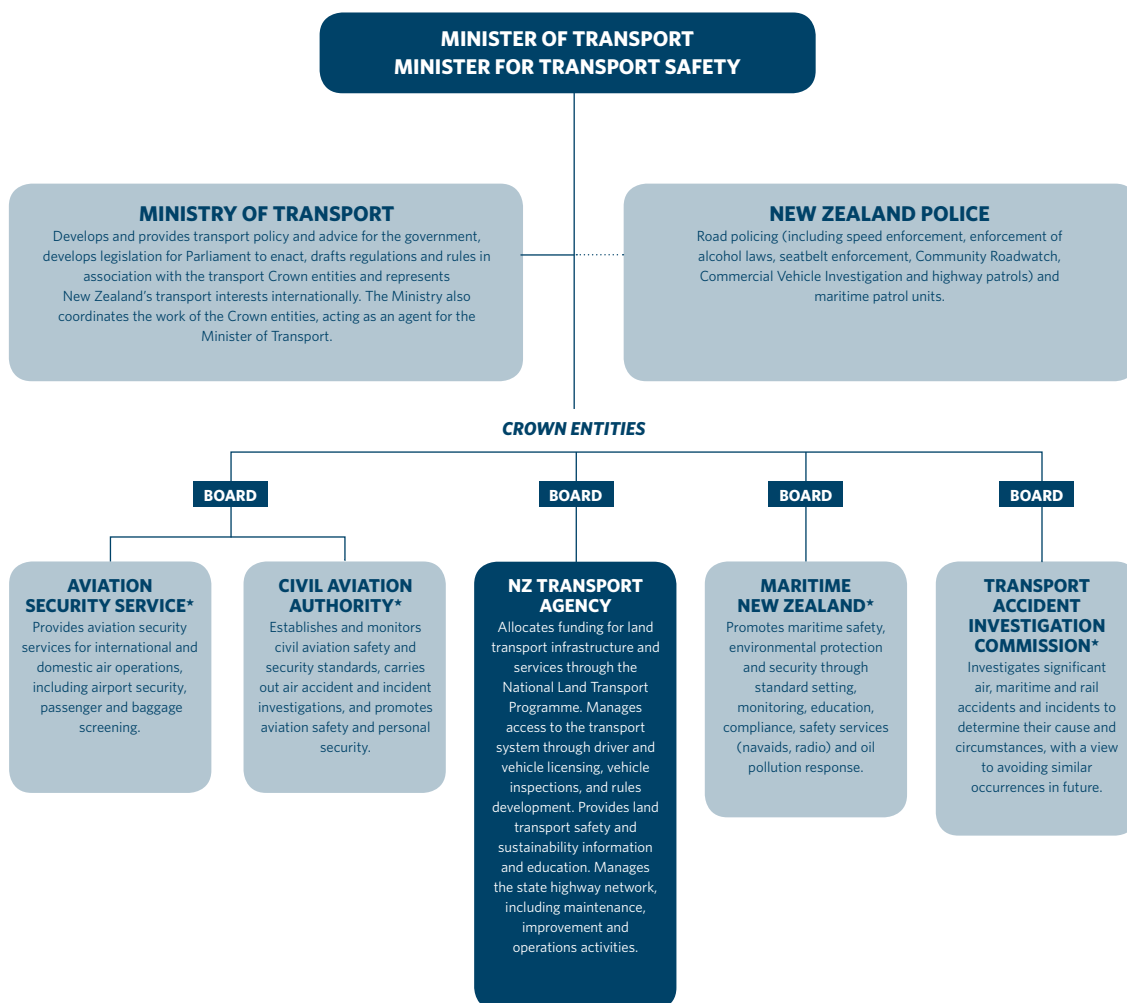 MINISTER OF TRANSPORT
MINISTER FOR TRANSPORT SAFETY
MINISTRY OF TRANSPORT
Develops and provides transport policy and advice for the government,
develops legislation for Parliament to enact, drafts regulations and rules in
association with the transport Crown entities and represents
New Zealand's transport interests internationally. The Ministry also
coordinates the work of the Crown entities, acting as an agent for the
Minister of Transport.
NEW ZEALAND POLICE
Road policing (including speed enforcement, enforcement of
alcohol laws, seatbelt enforcement, Community Roadwatch,
Commercial Vehicle Investigation and highway patrols) and
maritime patrol units.
CROWN ENTITIES
BOARD
BOARD
BOARD
BOARD
AVIATION
SECURITY SERVICE*
Provides aviation security
services for international and
domestic air operations,
including airport security,
passenger and baggage
screening.
CIVIL AVIATION
AUTHORITY*
Establishes and monitors
civil aviation safety and
security standards, carries
out air accident and incident
investigations, and promotes
aviation safety and personal
security.
NZ TRANSPORT
AGENCY
Allocates funding for land
transport infrastructure and
services through the
National Land Transport
Programme. Manages
access to the transport
system through driver and
vehicle licensing, vehicle
inspections, and rules
development. Provides land
transport safety and
sustainability information
and education. Manages
the state highway network,
including maintenance,
improvement and
operations activities.
MARITIME
NEW ZEALAND*
Promotes maritime safety,
environmental protection
and security through
standard setting,
monitoring, education,
compliance, safety services
(navaids, radio) and oil
pollution response.
TRANSPORT
ACCIDENT
INVESTIGATION
COMMISSION*
Investigates significant
air, maritime and rail
accidents and incidents to
determine their cause and
circumstances, with a view
to avoiding similar
occurrences in future.